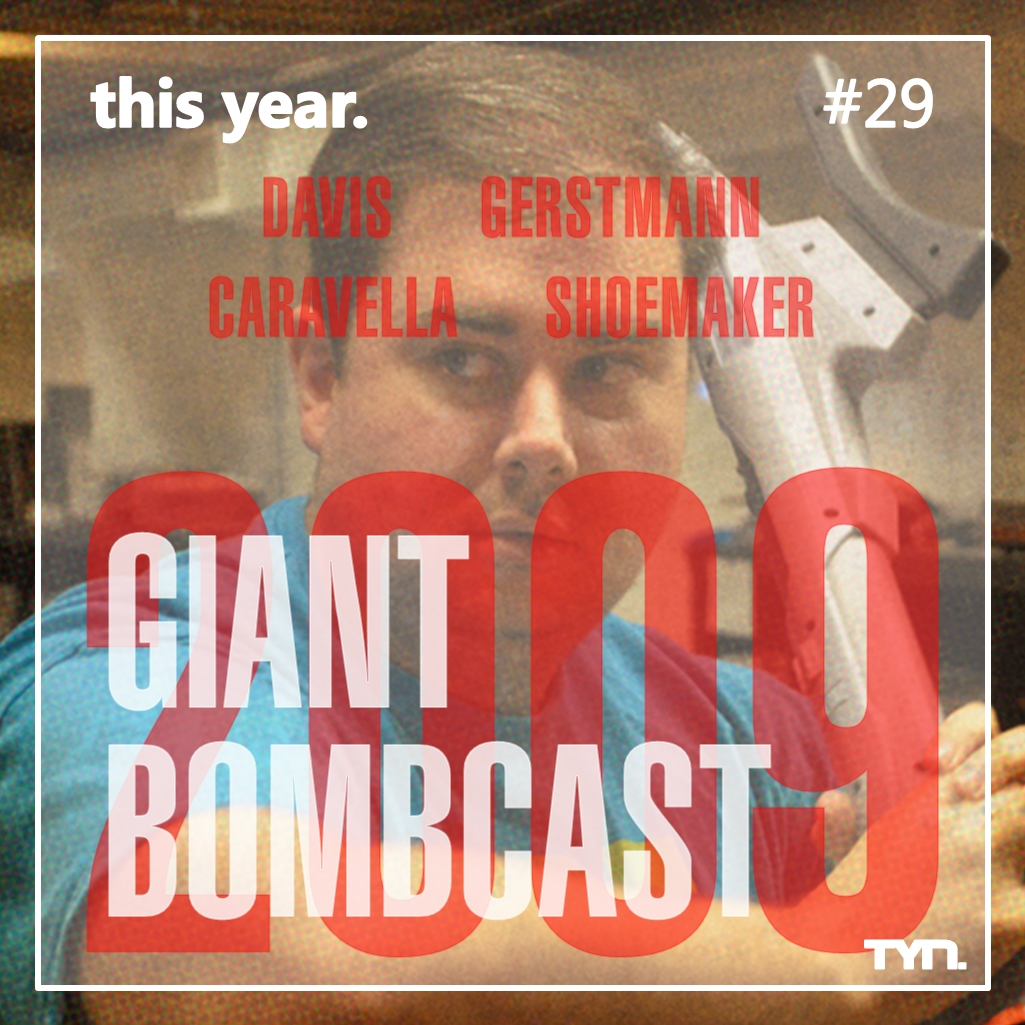 this year. #29
DAVIS GERSTMANN
CARAVELLA SHOEMAKER
2009
GIANT
BOMBCAST
TYN.